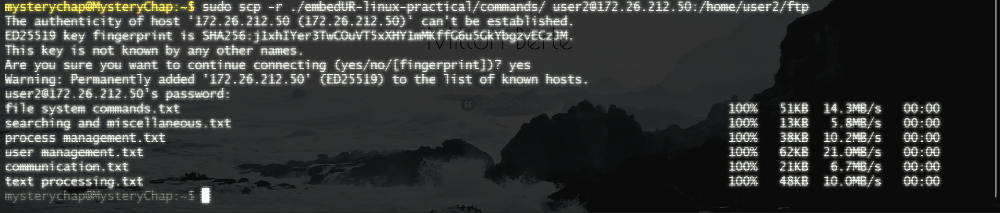 mysterychap@MysteryChap:~$ sudo scp -r ./embedUR-linux-practical/commands/ user2@172.26.212.50:/home/user2/ftp
The authenticity of host '172.26.212.50 (172.26.212.50)' can't be established.
ED25519 key fingerprint is
This key is not known by any other names.
Milton Berle
Are you sure you want to continue connecting (yes/no/[fingerprint])? yes
Warning: Permanently added '172.26.212.50' (ED25519) to the list of known hosts.
user2@172.26.212.50's password:
quotefancy
file system commands.txt 100% 51KB 14.3MB/s 00:00
searching and miscellaneous.txt 100% 13KB 5.8MB/s 00:00
process management.txt 100% 38KB 10.2MB/s 00:00
user management.txt 100% 62KB 21.0MB/s 00:00
communication.txt 100% 21KB 6.7MB/s 00:00
text processing.txt 100% 48KB 10.0MB/s 00:00
mysterychap@MysteryChap:~$